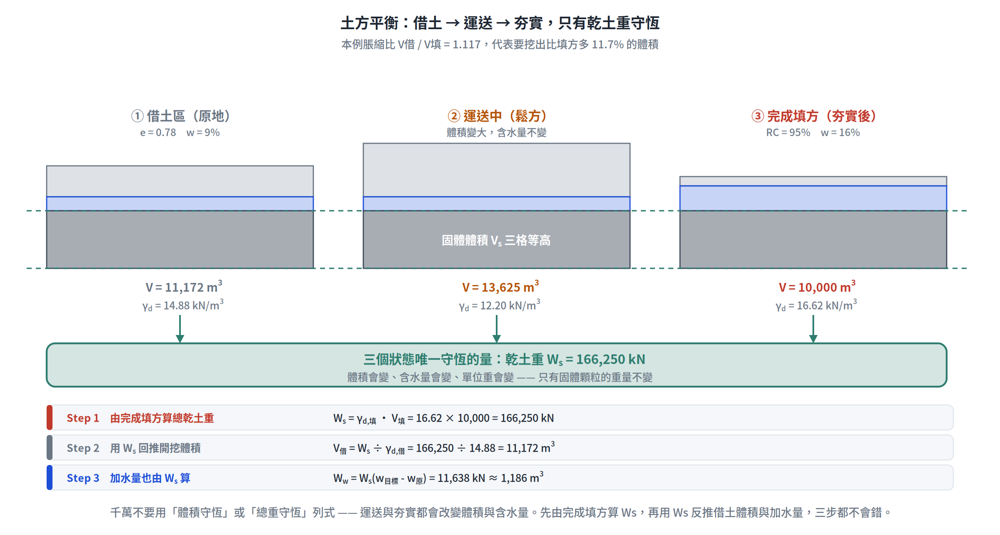 土方平衡：借土 → 運送 → 夯實，只有乾土重守恆
本例脹縮比 V借 / V填 = 1.117，代表要挖出比填方多 11.7% 的體積
① 借土區（原地）
e = 0.78 w = 9%
② 運送中（鬆方）
體積變大，含水量不變
③ 完成填方（夯實後）
RC = 95% w = 16%
固體體積 Vs 三格等高
V = 11,172 m³
γd = 14.88 kN/m³
V = 13,625 m³
γd = 12.20 kN/m³
V = 10,000 m³
γd = 16.62 kN/m³
三個狀態唯一守恆的量：乾土重 Ws = 166,250 kN
體積會變、含水量會變、單位重會變 —— 只有固體顆粒的重量不變
Step 1 由完成填方算總乾土重 Ws = γd,填 · V填 = 16.62 × 10,000 = 166,250 kN
Step 2 用 Ws 回推開挖體積 V借 = Ws ÷ γd,借 = 166,250 ÷ 14.88 = 11,172 m³
Step 3 加水量也由 Ws 算 Ww = Ws(w目標 - w原) = 11,638 kN ≈ 1,186 m³
千萬不要用「體積守恆」或「總重守恆」列式 —— 運送與夯實都會改變體積與含水量。先由完成填方算 Ws，再用 Ws 反推借土體積與加水量，三步都不會錯。